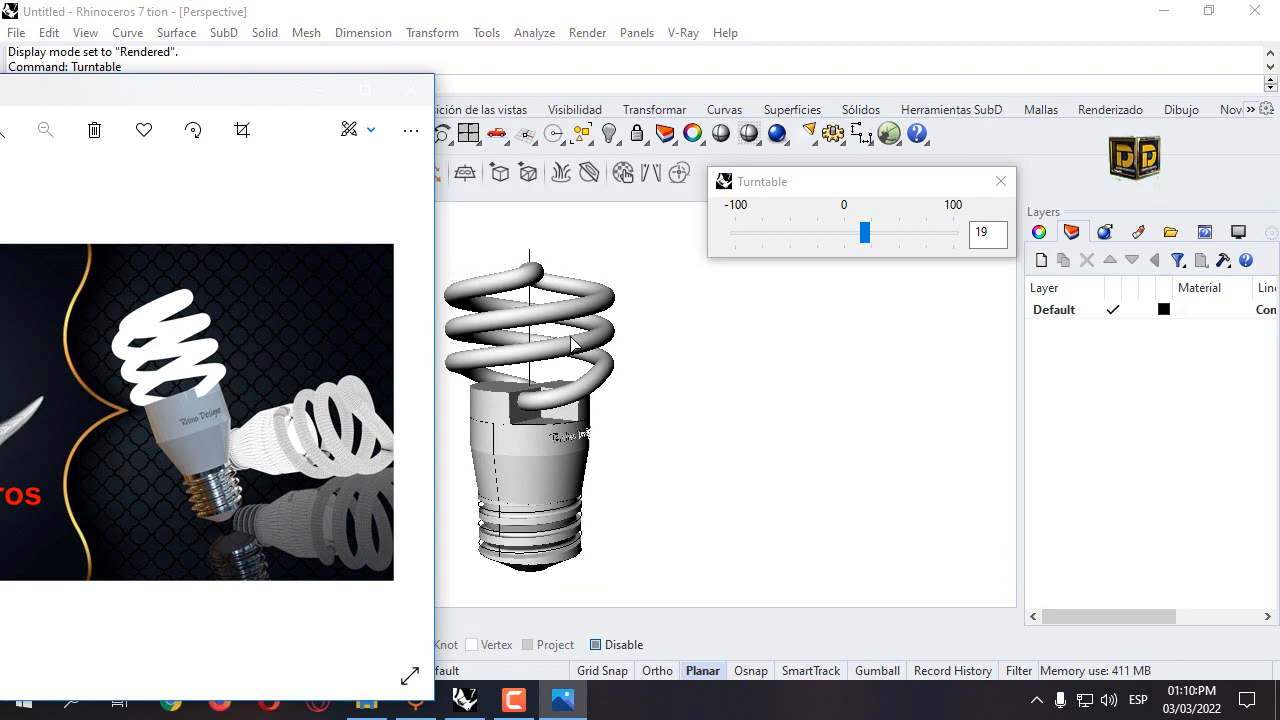 Untitled - Rhinoceros 7 tion - [Perspective]
File Edit View Curve Surface SubD Solid Mesh Dimension Transform Tools Analyze Render Panels V-Ray Help
Display mode set to "Rendered".
Command: Turntable
sición de las vistas Visibilidad Transformar Curvas Superficies Sólidos Herramientas SubD Mallas Renderizado Dibujo Nov »
Turntable
-100 0 100
19
Layers
Layer Material Line
Default Con
Rhino Design
ros
Knot Vertex Project Disable
fault Grid Snap Ortho Planar Osnap SmartTrack Gumball Record History Filter Memory use: 411 MB
ESP
01:10:PM
03/03/2022